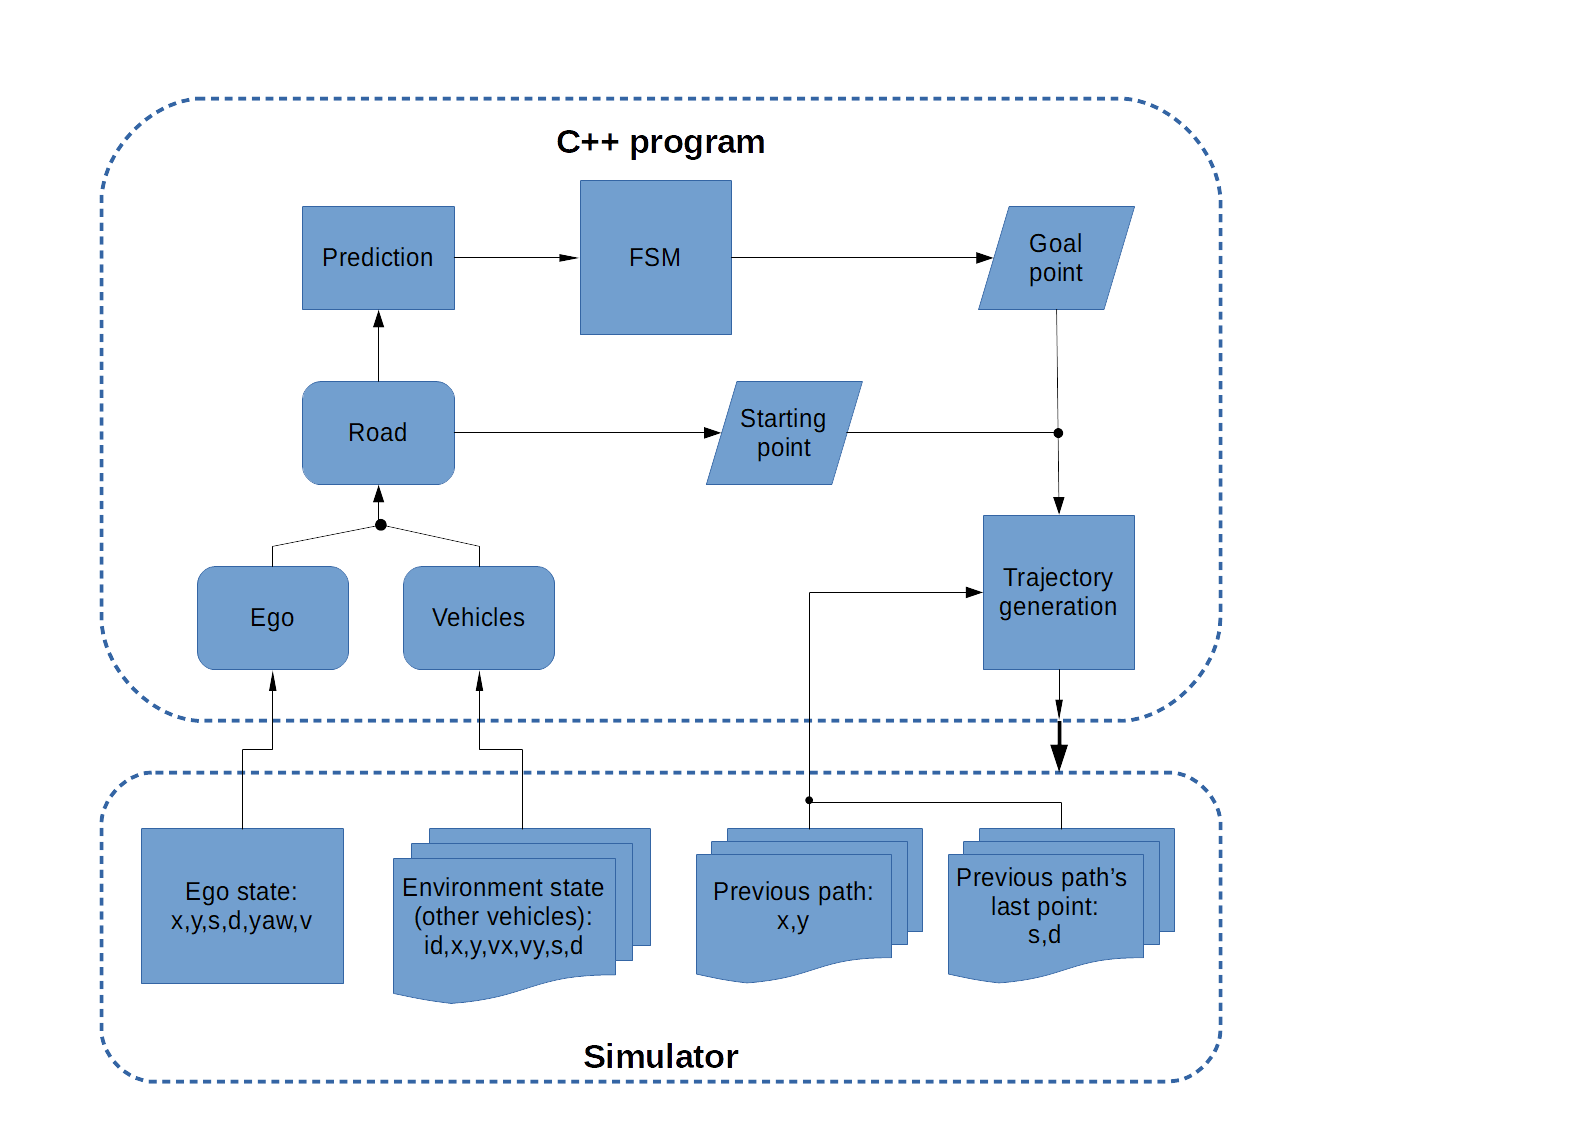 C++ program
Prediction
FSM
Goal
point
Road
Starting
point
Ego
Vehicles
Trajectory
generation
Ego state:
x,y,s,d,yaw,v
Environment state
(other vehicles):
id,x,y,vx,vy,s,d
Previous path:
x,y
Previous path’s
last point:
s,d
Simulator